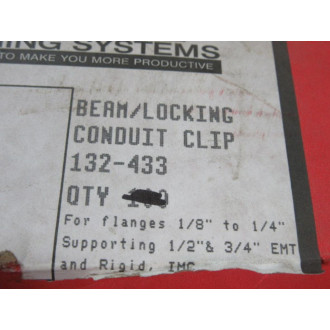 ING SYSTEMS
TO MAKE YOU MORE PRODUCTIVE
BEAM/LOCKING
CONDUIT CLIP
132-433
QTY
For flanges 1/8" to 1/4"
Supporting 1/2"& 3/4" EMT
and Rigid, IMC